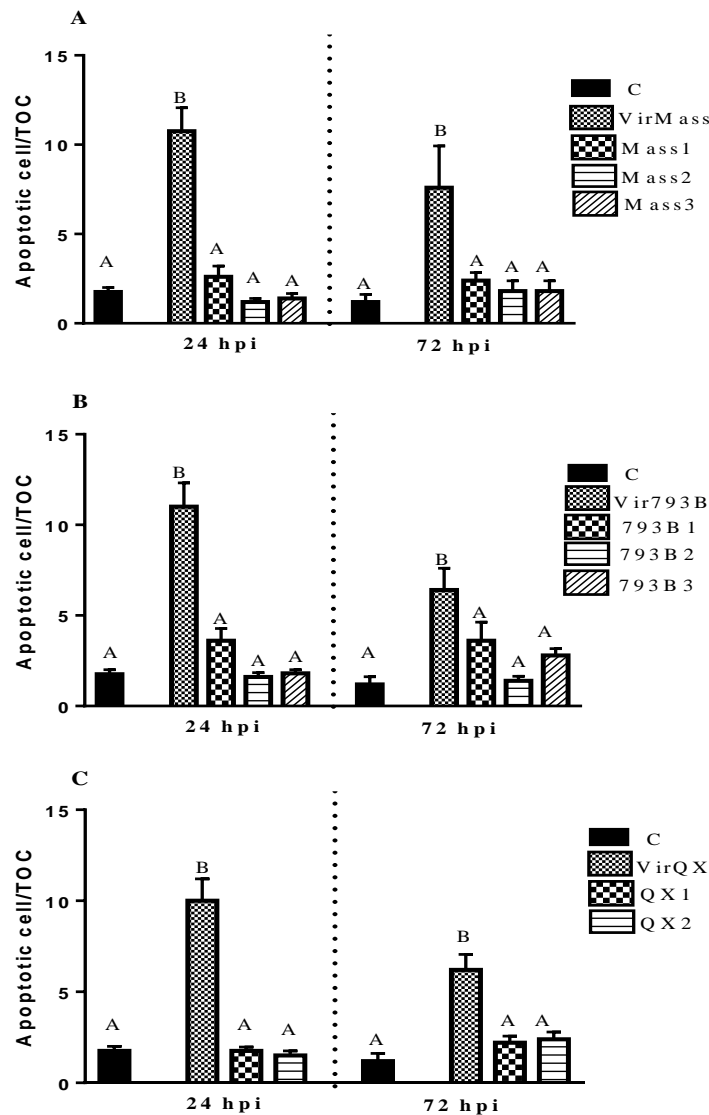 A
Apoptotic cell/TOC
15
10
5
0
B
A
A
A
B
A
A
A
A
24 hpi
72 hpi
C
VirMass
Mass1
Mass2
Mass3
B
Apoptotic cell/TOC
15
10
5
0
A
B
A
A
A
A
B
A
A
A
24 hpi
72 hpi
C
Vir793B
793B1
793B2
793B3
C
Apoptotic cell/TOC
15
10
5
0
A
B
A
A
A
B
A
A
24 hpi
72 hpi
C
VirQX
QX1
QX2